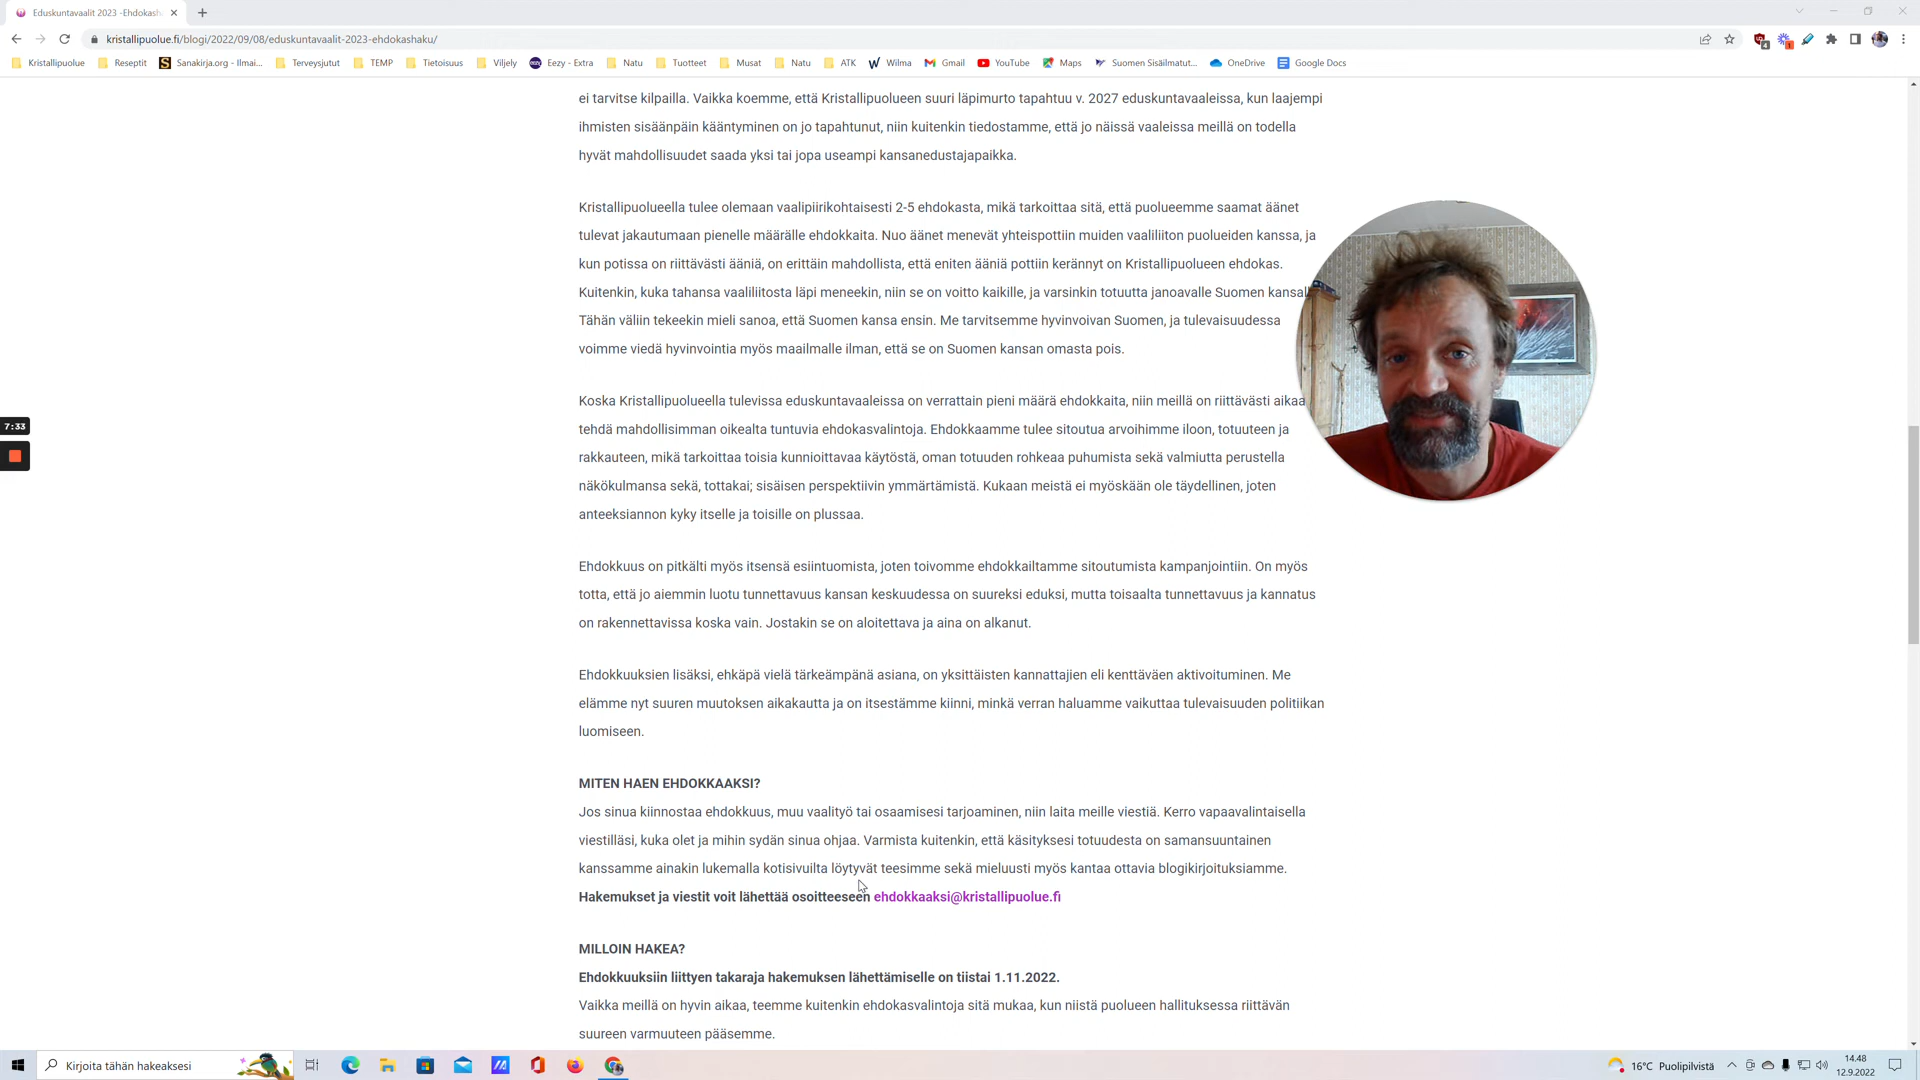 Eduskuntavaalit 2023 -Ehdokash
kristallipuolue.fi/blogi/2022/09/08/eduskuntavaalit-2023-ehdokashaku/
4
1
Kristallipuolue
Reseptit
Sanakirja.org - Ilmai...
Terveysjutut
TEMP
Tietoisuus
Viljely
Eezy - Extra
Natu
Tuotteet
Musat
Natu
ATK
Wilma
Gmail
YouTube
Maps
Suomen Sisäilmatut...
OneDrive
Google Docs
ei tarvitse kilpailla. Vaikka koemme, että Kristallipuolueen suuri läpimurto tapahtuu v. 2027 eduskuntavaaleissa, kun laajempi
ihmisten sisäänpäin kääntyminen on jo tapahtunut, niin kuitenkin tiedostamme, että jo näissä vaaleissa meillä on todella
hyvät mahdollisuudet saada yksi tai jopa useampi kansanedustajapaikka.
Kristallipuolueella tulee olemaan vaalipiirikohtaisesti 2-5 ehdokasta, mikä tarkoittaa sitä, että puolueemme saamat äänet
tulevat jakautumaan pienelle määrälle ehdokkaita. Nuo äänet menevät yhteispottiin muiden vaaliliiton puolueiden kanssa, ja
kun potissa on riittävästi ääniä, on erittäin mahdollista, että eniten ääniä pottiin kerännyt on Kristallipuolueen ehdokas.
Kuitenkin, kuka tahansa vaaliliitosta läpi meneekin, niin se on voitto kaikille, ja varsinkin totuutta janoavalle Suomen kansal
Tähän väliin tekeekin mieli sanoa, että Suomen kansa ensin. Me tarvitsemme hyvinvoivan Suomen, ja tulevaisuudessa
voimme viedä hyvinvointia myös maailmalle ilman, että se on Suomen kansan omasta pois.
Koska Kristallipuolueella tulevissa eduskuntavaaleissa on verrattain pieni määrä ehdokkaita, niin meillä on riittävästi aikaa
tehdä mahdollisimman oikealta tuntuvia ehdokasvalintoja. Ehdokkaamme tulee sitoutua arvoihimme iloon, totuuteen ja
rakkauteen, mikä tarkoittaa toisia kunnioittavaa käytöstä, oman totuuden rohkeaa puhumista sekä valmiutta perustella
näkökulmansa sekä, tottakai; sisäisen perspektiivin ymmärtämistä. Kukaan meistä ei myöskään ole täydellinen, joten
anteeksiannon kyky itselle ja toisille on plussaa.
7:33
Ehdokkuus on pitkälti myös itsensä esiintuomista, joten toivomme ehdokkailtamme sitoutumista kampanjointiin. On myös
totta, että jo aiemmin luotu tunnettavuus kansan keskuudessa on suureksi eduksi, mutta toisaalta tunnettavuus ja kannatus
on rakennettavissa koska vain. Jostakin se on aloitettava ja aina on alkanut.
Ehdokkuuksien lisäksi, ehkäpä vielä tärkeämpänä asiana, on yksittäisten kannattajien eli kenttäväen aktivoituminen. Me
elämme nyt suuren muutoksen aikakautta ja on itsestämme kiinni, minkä verran haluamme vaikuttaa tulevaisuuden politiikan
luomiseen.
MITEN HAEN EHDOKKAAKSI?
Jos sinua kiinnostaa ehdokkuus, muu vaalityö tai osaamisesi tarjoaminen, niin laita meille viestiä. Kerro vapaavalintaisella
viestilläsi, kuka olet ja mihin sydän sinua ohjaa. Varmista kuitenkin, että käsityksesi totuudesta on samansuuntainen
kanssamme ainakin lukemalla kotisivuilta löytyvät teesimme sekä mieluusti myös kantaa ottavia blogikirjoituksiamme.
Hakemukset ja viestit voit lähettää osoitteeseen ehdokkaaksi@kristallipuolue.fi
MILLOIN HAKEA?
Ehdokkuuksiin liittyen takaraja hakemuksen lähettämiselle on tiistai 1.11.2022.
Vaikka meillä on hyvin aikaa, teemme kuitenkin ehdokasvalintoja sitä mukaa, kun niistä puolueen hallituksessa riittävän
suureen varmuuteen pääsemme.
Kirjoita tähän hakeaksesi
16°C Puolipilvistä
14.48
12.9.2022